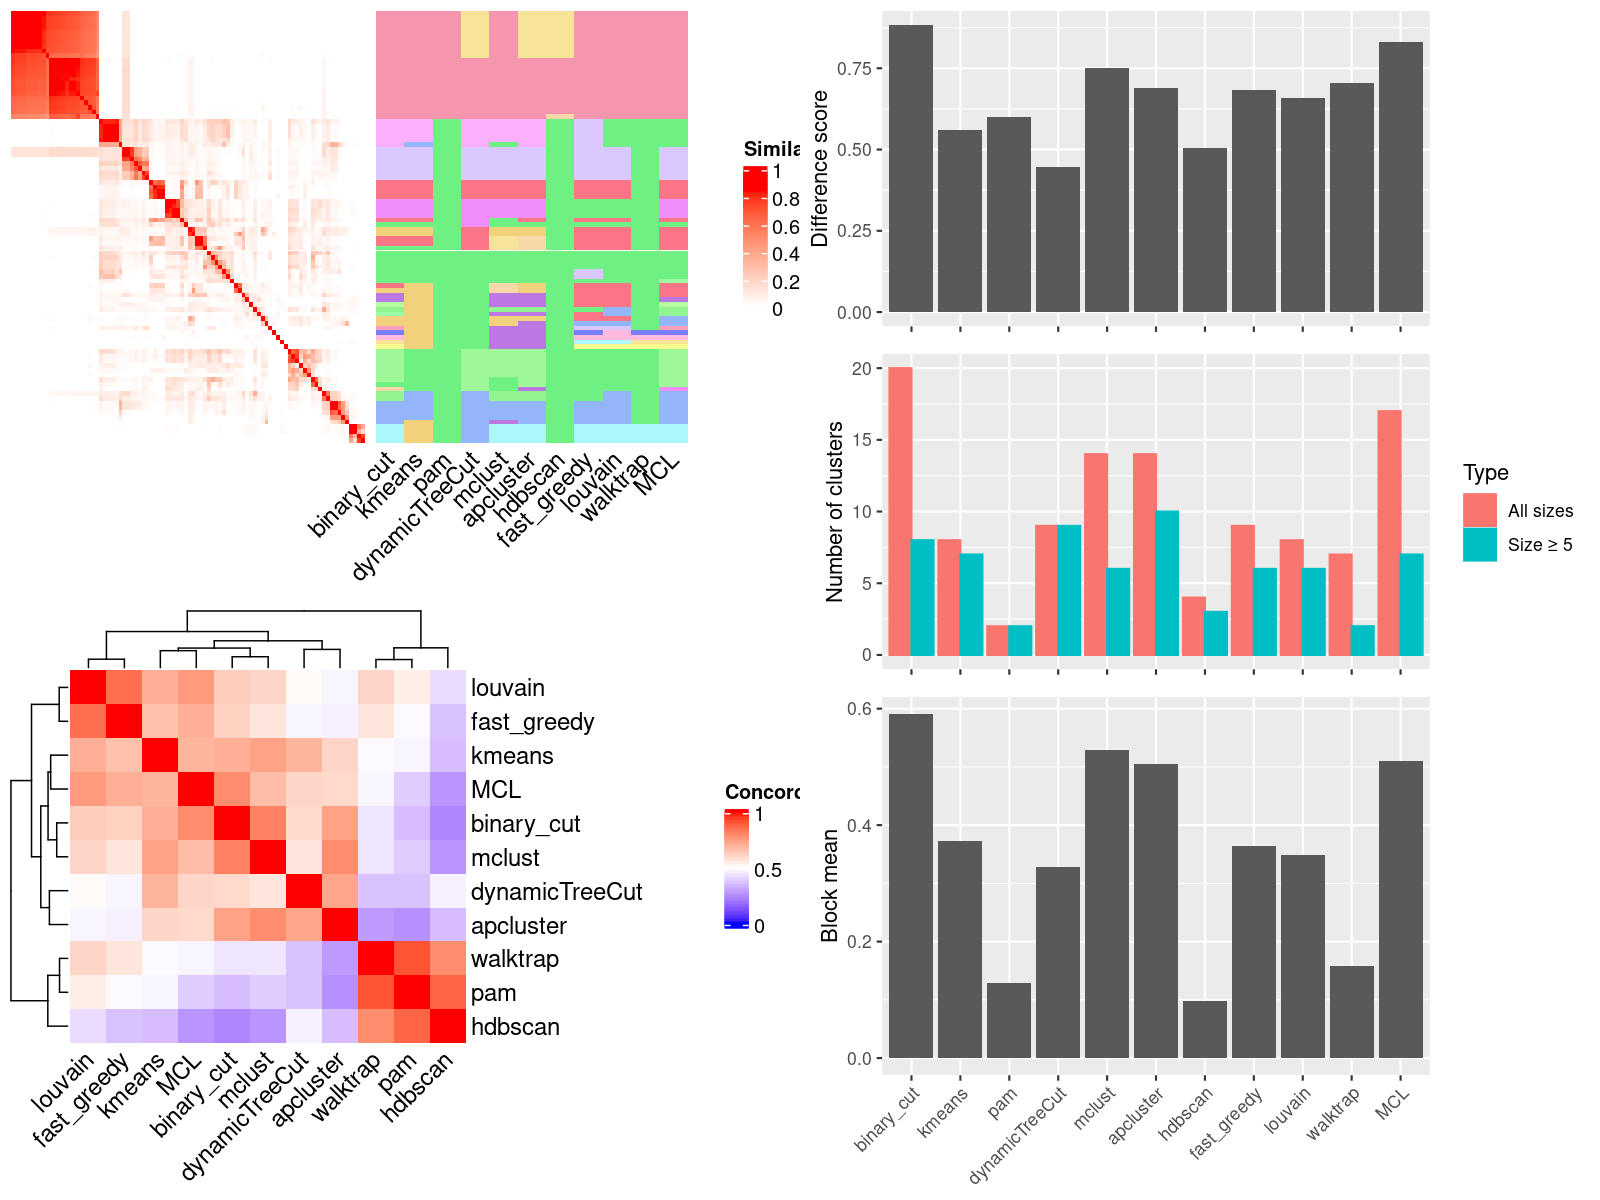 Simila
1
0.8
0.6
0.4
0.2
0
binary_cut
kmeans
pam
dynamicTreeCut
mclust
apcluster
hdbscan
fast_greedy
louvain
walktrap
MCL
Difference score
0.75
0.50
0.25
0.00
Number of clusters
20
15
10
5
0
Type
All sizes
Size ≥ 5
louvain
fast_greedy
kmeans
MCL
binary_cut
mclust
dynamicTreeCut
apcluster
walktrap
pam
hdbscan
louvain
fast_greedy
kmeans
MCL
binary_cut
mclust
dynamicTreeCut
apcluster
walktrap
pam
hdbscan
Concord
1
0.5
0
Block mean
0.6
0.4
0.2
0.0
binary_cut
kmeans
pam
dynamicTreeCut
mclust
apcluster
hdbscan
fast_greedy
louvain
walktrap
MCL